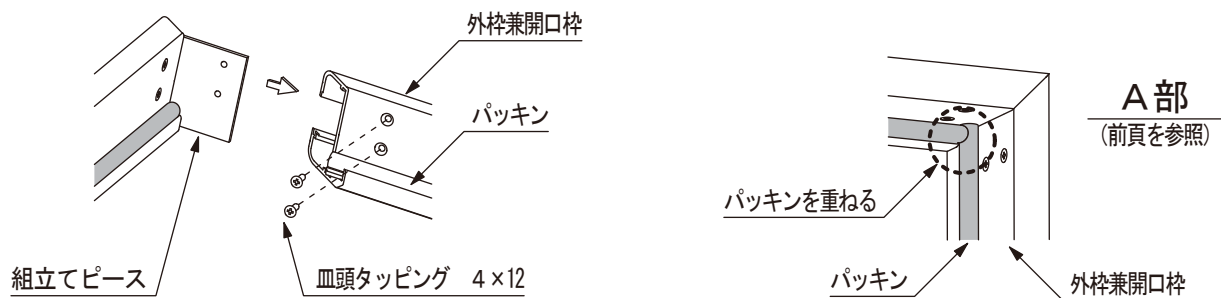 外枠兼開口枠
パッキン
組立てピース
皿頭タッピング 4×12
A部
(前頁を参照)
パッキンを重ねる
パッキン
外枠兼開口枠